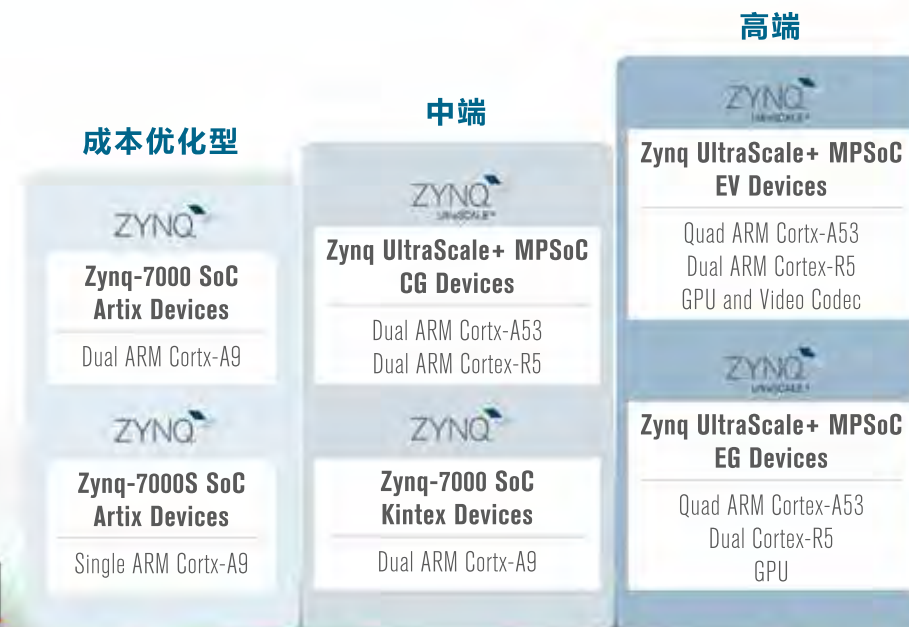 成本优化型
ZYNQ
Zynq-7000 SoC
Artix Devices
Dual ARM Cortx-A9
ZYNQ
Zynq-7000S SoC
Artix Devices
Single ARM Cortx-A9
中端
ZYNQ
UltraSCALE+
Zynq UltraScale+ MPSoC
CG Devices
Dual ARM Cortx-A53
Dual ARM Cortex-R5
ZYNQ
Zynq-7000 SoC
Kintex Devices
Dual ARM Cortx-A9
高端
ZYNQ
UltraSCALE+
Zynq UltraScale+ MPSoC
EV Devices
Quad ARM Cortx-A53
Dual ARM Cortex-R5
GPU and Video Codec
ZYNQ
UltraSCALE+
Zynq UltraScale+ MPSoC
EG Devices
Quad ARM Cortex-A53
Dual Cortex-R5
GPU